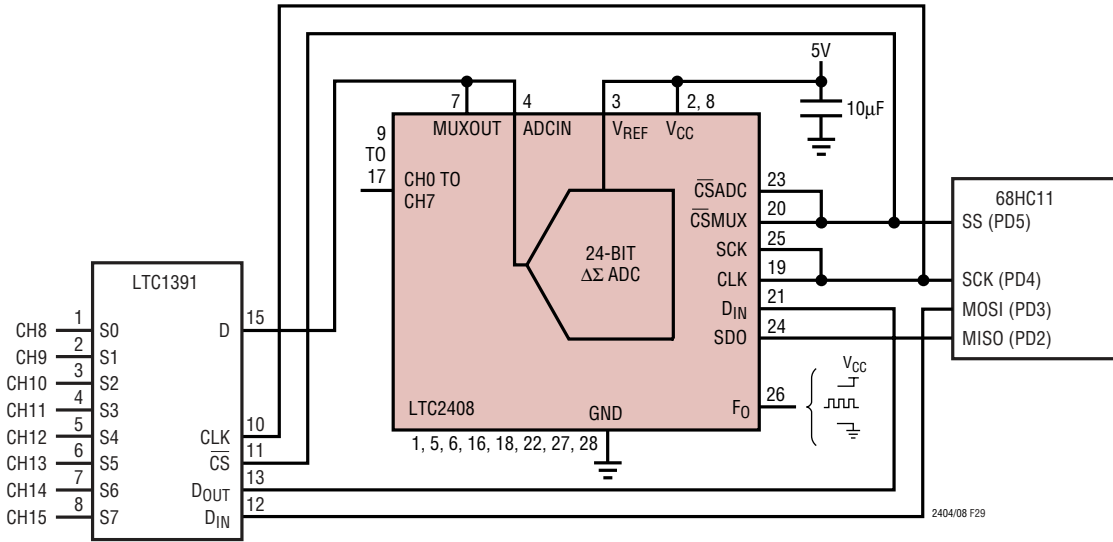 5V
10µF
7
4
3
2, 8
MUXOUT
ADCIN
VREF
VCC
9
TO
17
CH0 TO
CH7
24-BIT
ΔΣ ADC
23
CSADC
20
CSMUX
25
SCK
19
CLK
21
DIN
24
SDO
26
FO
LTC2408
GND
1, 5, 6, 16, 18, 22, 27, 28
68HC11
SS (PD5)
SCK (PD4)
MOSI (PD3)
MISO (PD2)
VCC
LTC1391
CH8 1 S0
CH9 2 S1
CH10 3 S2
CH11 4 S3
CH12 5 S4
CH13 6 S5
CH14 7 S6
CH15 8 S7
D 15
CLK 10
CS 11
DOUT 13
DIN 12
2404/08 F29